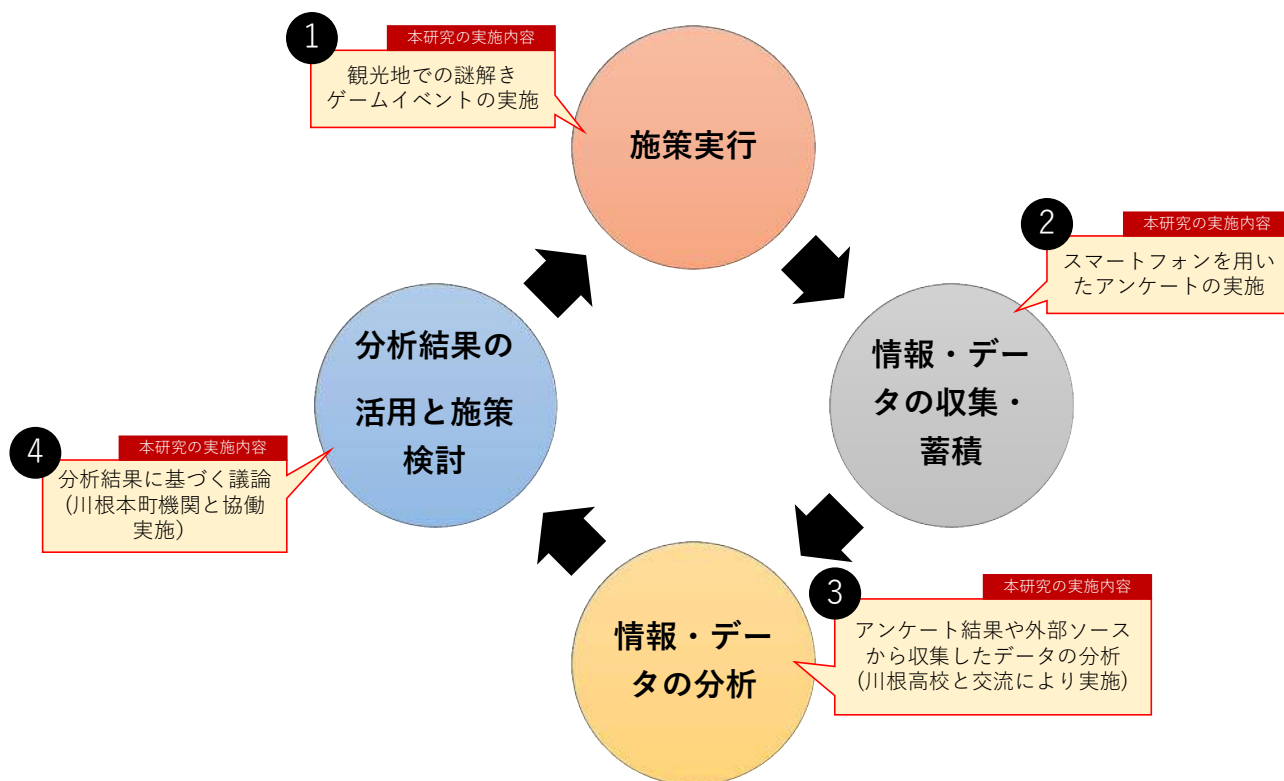 1
本研究の実施内容
観光地での謎解き
ゲームイベントの実施
施策実行
2
本研究の実施内容
スマートフォンを用い
たアンケートの実施
情報・デー
タの収集・
蓄積
3
本研究の実施内容
アンケート結果や外部ソース
から収集したデータの分析
(川根高校と交流により実施)
情報・デー
タの分析
4
本研究の実施内容
分析結果に基づく議論
(川根本町機関と協働
実施)
分析結果の
活用と施策
検討